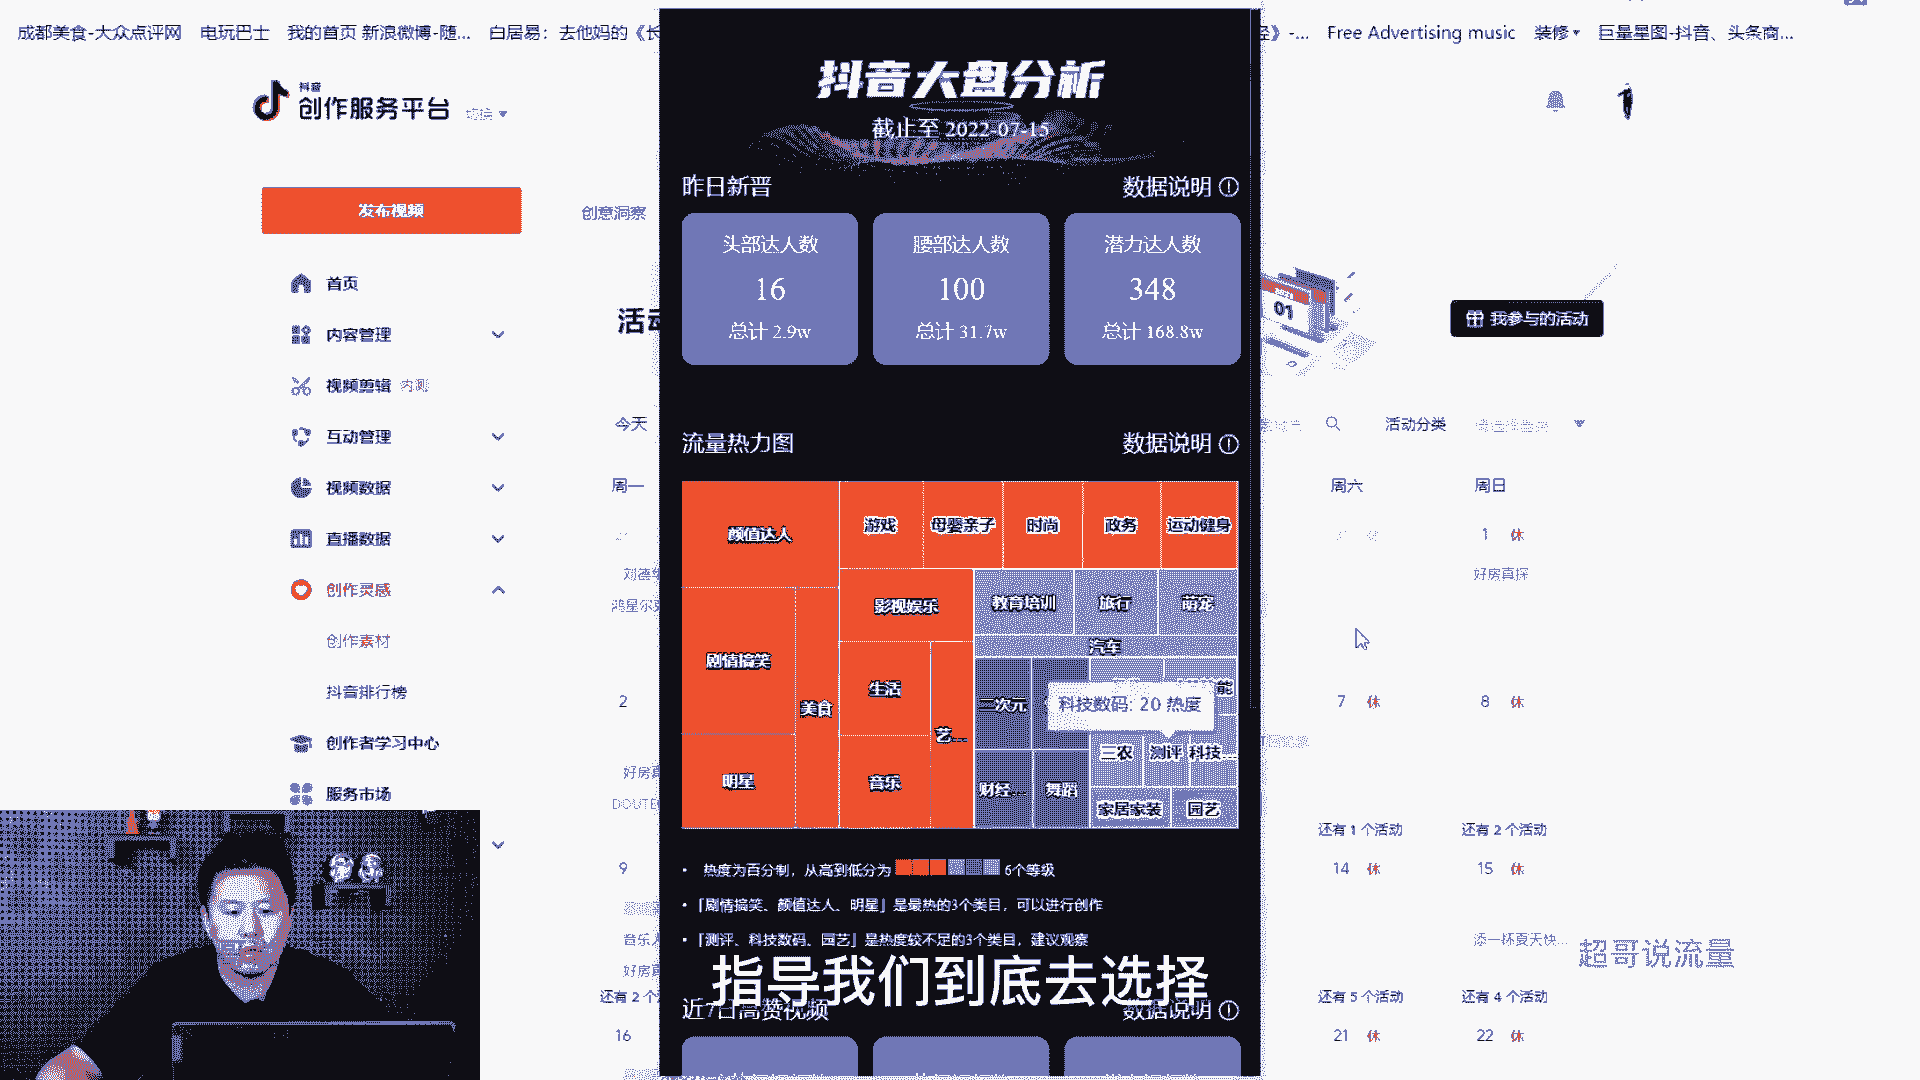 成都美食-大众点评网 电玩巴士 我的首页 新浪微博-随... 白居易：去他妈的《长
》-... Free Advertising music 装修 巨量星图-抖音、头条商...
抖音
创作服务平台
切换
发布视频
首页
内容管理
视频剪辑 内测
互动管理
视频数据
直播数据
创作灵感
创作素材
抖音排行榜
创作者学习中心
服务市场
创意洞察
今天
周一
2
9
16
抖音大盘分析
截止至 2022-07-15
昨日新晋 数据说明
头部达人数 腰部达人数 潜力达人数
16 100 348
总计 2.9w 总计 31.7w 总计 168.8w
流量热力图 数据说明
颜值达人 游戏 母婴亲子 时尚 政务 运动健身
影视娱乐 教育培训 旅行 萌宠
汽车
剧情搞笑 美食 生活 艺... 二次元
科技数码: 20 热度
三农 测评 科技...
明星 音乐 财经... 舞蹈 家居家装 园艺
热度为百分制，从高到低分为 6个等级
「剧情搞笑、颜值达人、明星」是最热的3个类目，可以进行创作
「测评、科技数码、园艺」是热度较不足的3个类目，建议观察
指导我们到底去选择
近7日高赞视频 数据说明
01
我参与的活动
活动分类
周六 周日
1 休
好房真探
7 休 8 休
还有 1 个活动 还有 2 个活动
14 休 15 休
添一杯夏天快...
超哥说流量
还有 2 个
还有 5 个活动 还有 4 个活动
21 休 22 休